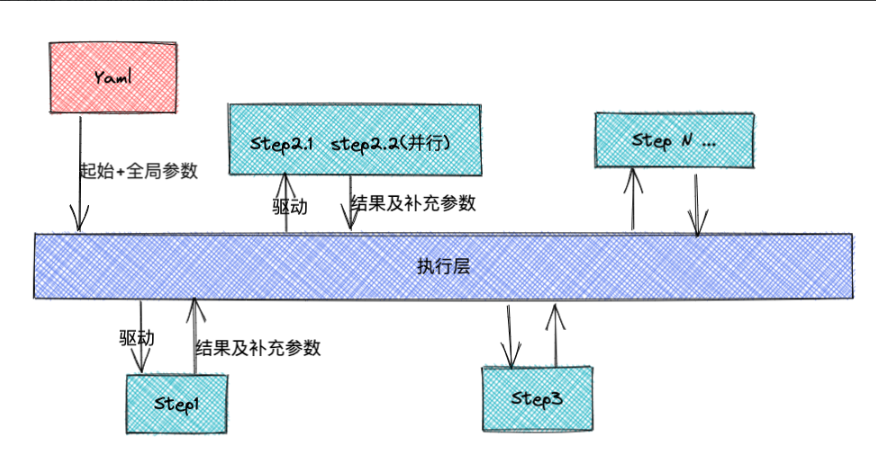 Yaml
起始+全局参数
Step2.1 step2.2(并行)
驱动
结果及补充参数
Step N ...
执行层
驱动
结果及补充参数
Step1
Step3